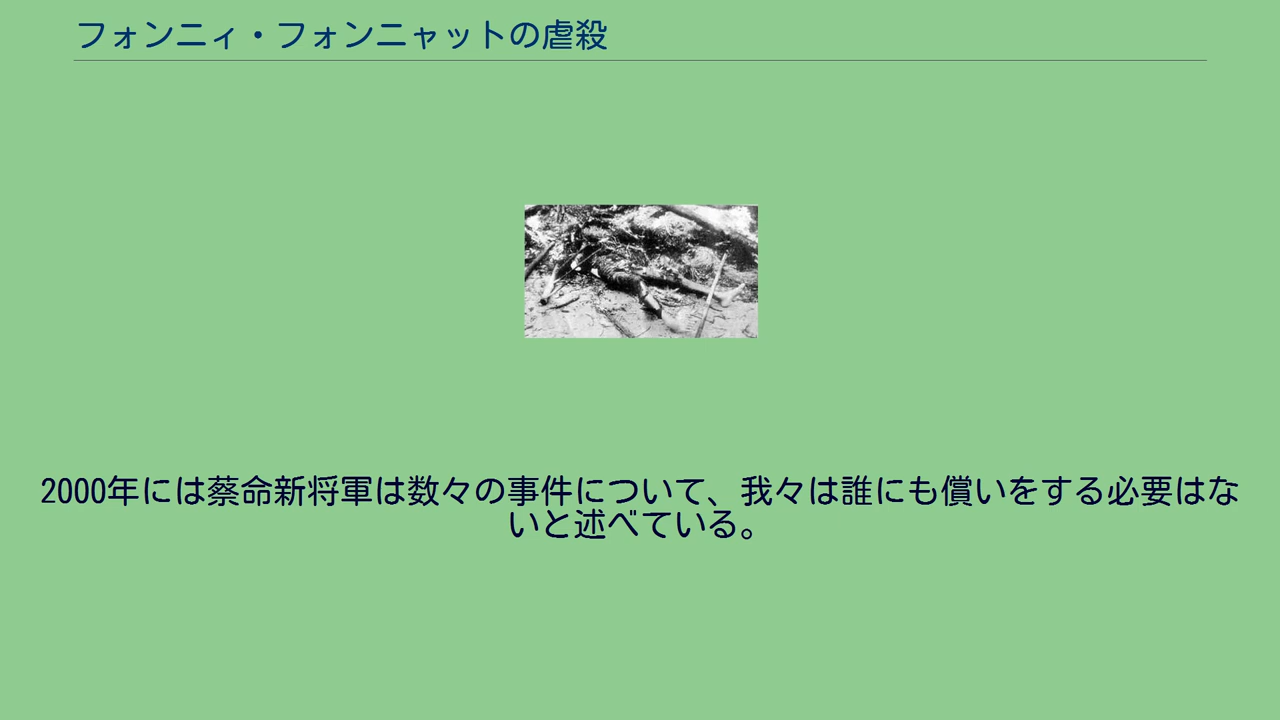 フォンニィ・フォンニャットの虐殺
2000年には蔡命新将軍は数々の事件について、我々は誰にも償いをする必要はな
いと述べている。